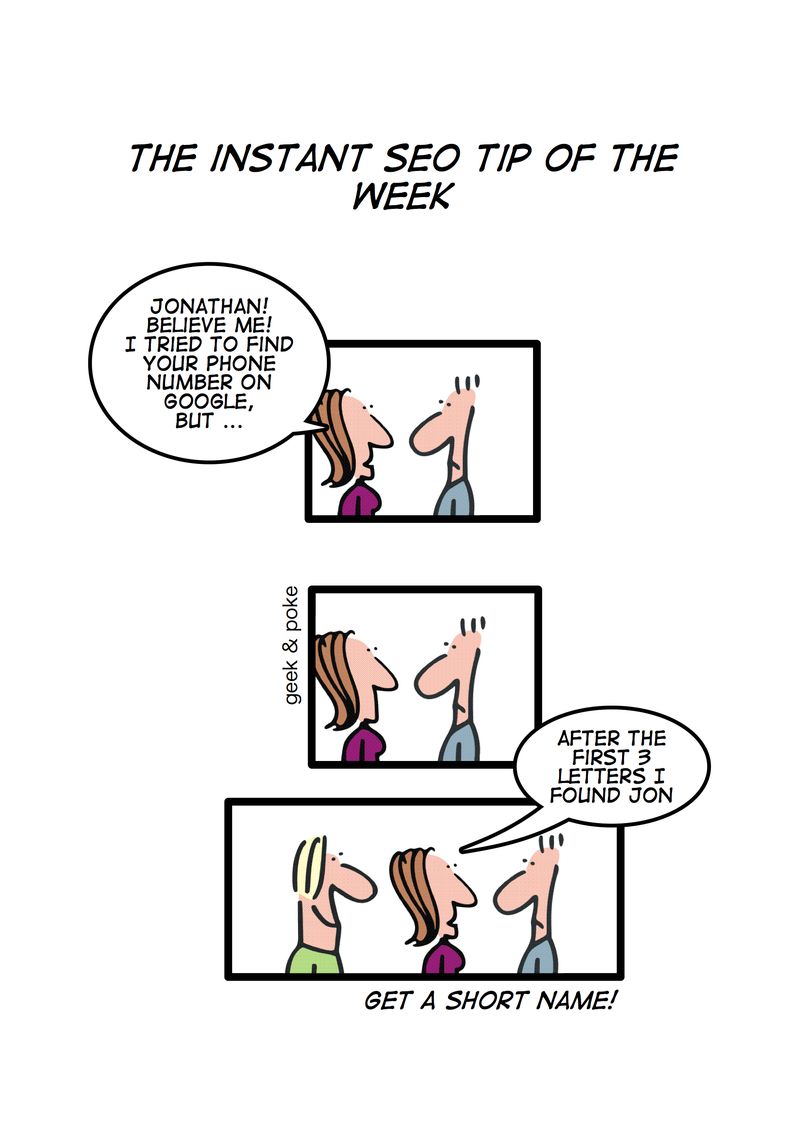 THE INSTANT SEO TIP OF THE
WEEK
JONATHAN!
BELIEVE ME!
I TRIED TO FIND
YOUR PHONE
NUMBER ON
GOOGLE,
BUT ...
geek & poke
AFTER THE
FIRST 3
LETTERS I
FOUND JON
GET A SHORT NAME!